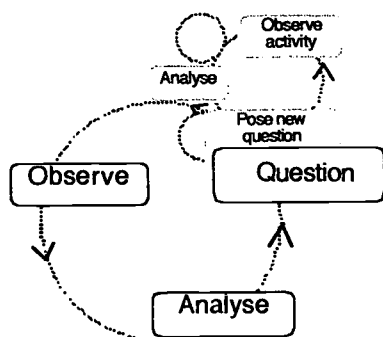 Observe
activity
Analyse
Pose new
question
Observe
Question
Analyse